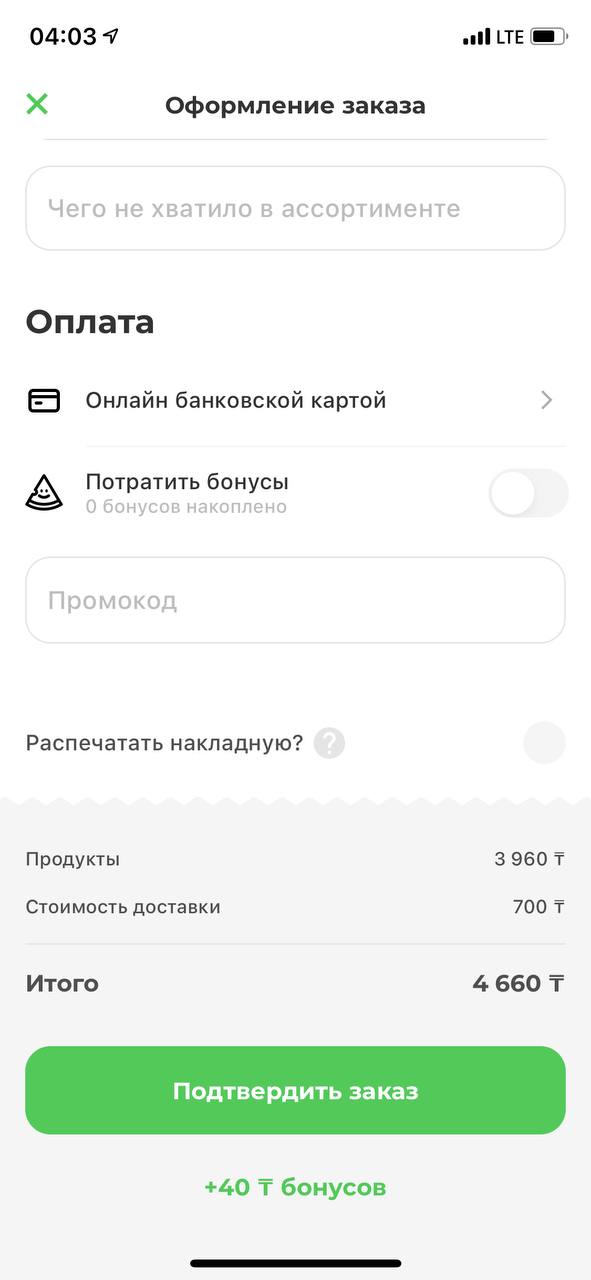 04:03
LTE
Оформление заказа
Чего не хватило в ассортименте
Оплата
Онлайн банковской картой
Потратить бонусы
0 бонусов накоплено
Промокод
Распечатать накладную? ?
Продукты 3 960 ₸
Стоимость доставки 700 ₸
Итого 4 660 ₸
Подтвердить заказ
+40 ₸ бонусов